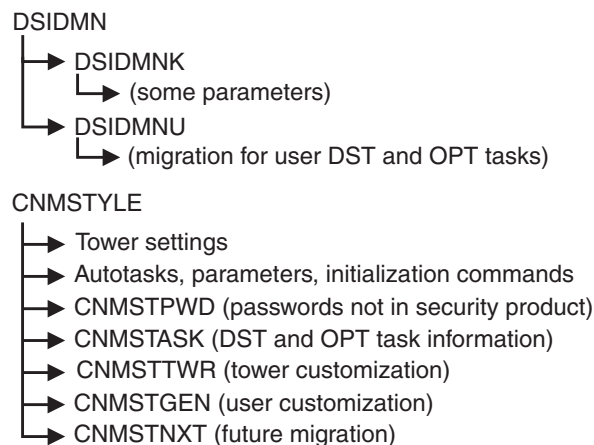 DSIDMN
DSIDMNK
(some parameters)
DSIDMNU
(migration for user DST and OPT tasks)
CNMSTYLE
Tower settings
Autotasks, parameters, initialization commands
CNMSTPWD (passwords not in security product)
CNMSTASK (DST and OPT task information)
CNMSTTWR (tower customization)
CNMSTGEN (user customization)
CNMSTNXT (future migration)